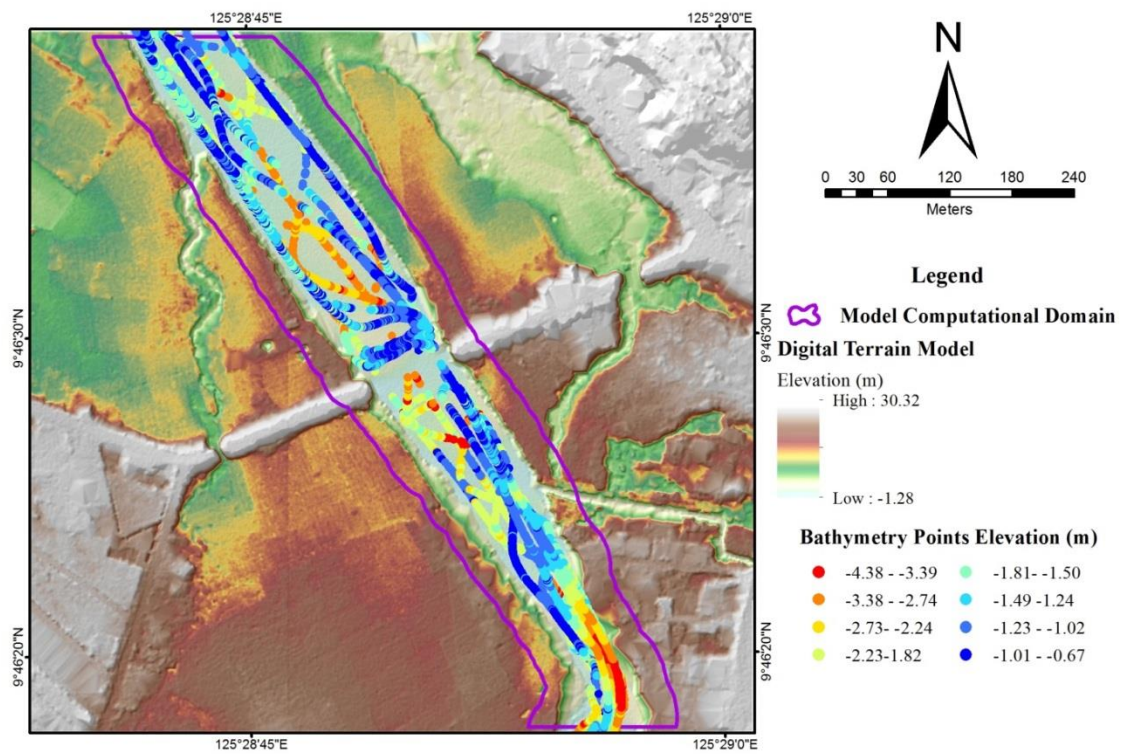 125°28'45"E
125°29'0"E
N
0 30 60 120 180 240
Meters
Legend
Model Computational Domain
Digital Terrain Model
Elevation (m)
High : 30.32
Low : -1.28
Bathymetry Points Elevation (m)
-4.38 - -3.39
-3.38 - -2.74
-2.73 - -2.24
-2.23-1.82
-1.81- -1.50
-1.49 -1.24
-1.23 - -1.02
-1.01 - -0.67
9°46'30"N
9°46'20"N
9°46'30"N
9°46'20"N
125°28'45"E
125°29'0"E